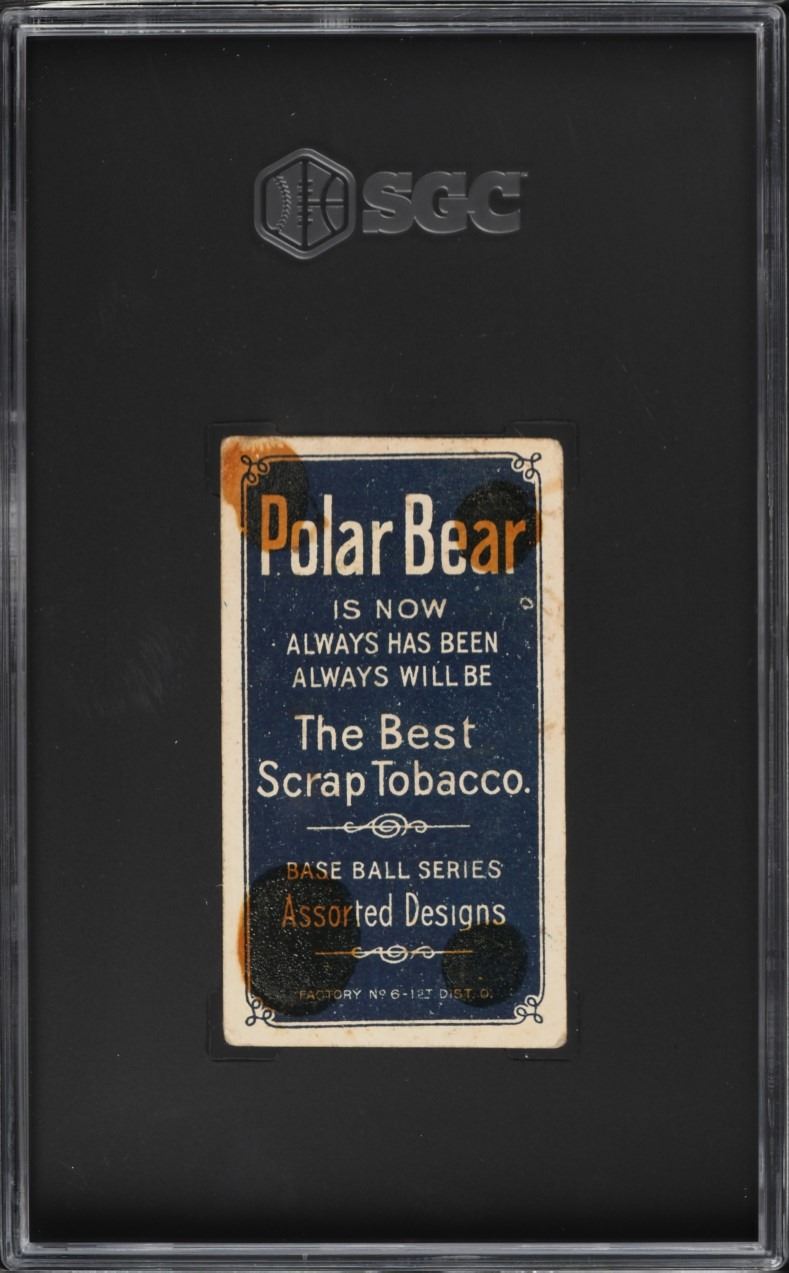 SGC
Polar Bear
IS NOW
ALWAYS HAS BEEN
ALWAYS WILL BE
The Best
Scrap Tobacco.
BASE BALL SERIES
Assorted Designs
FACTORY Nº 6-1ST DIST. O.